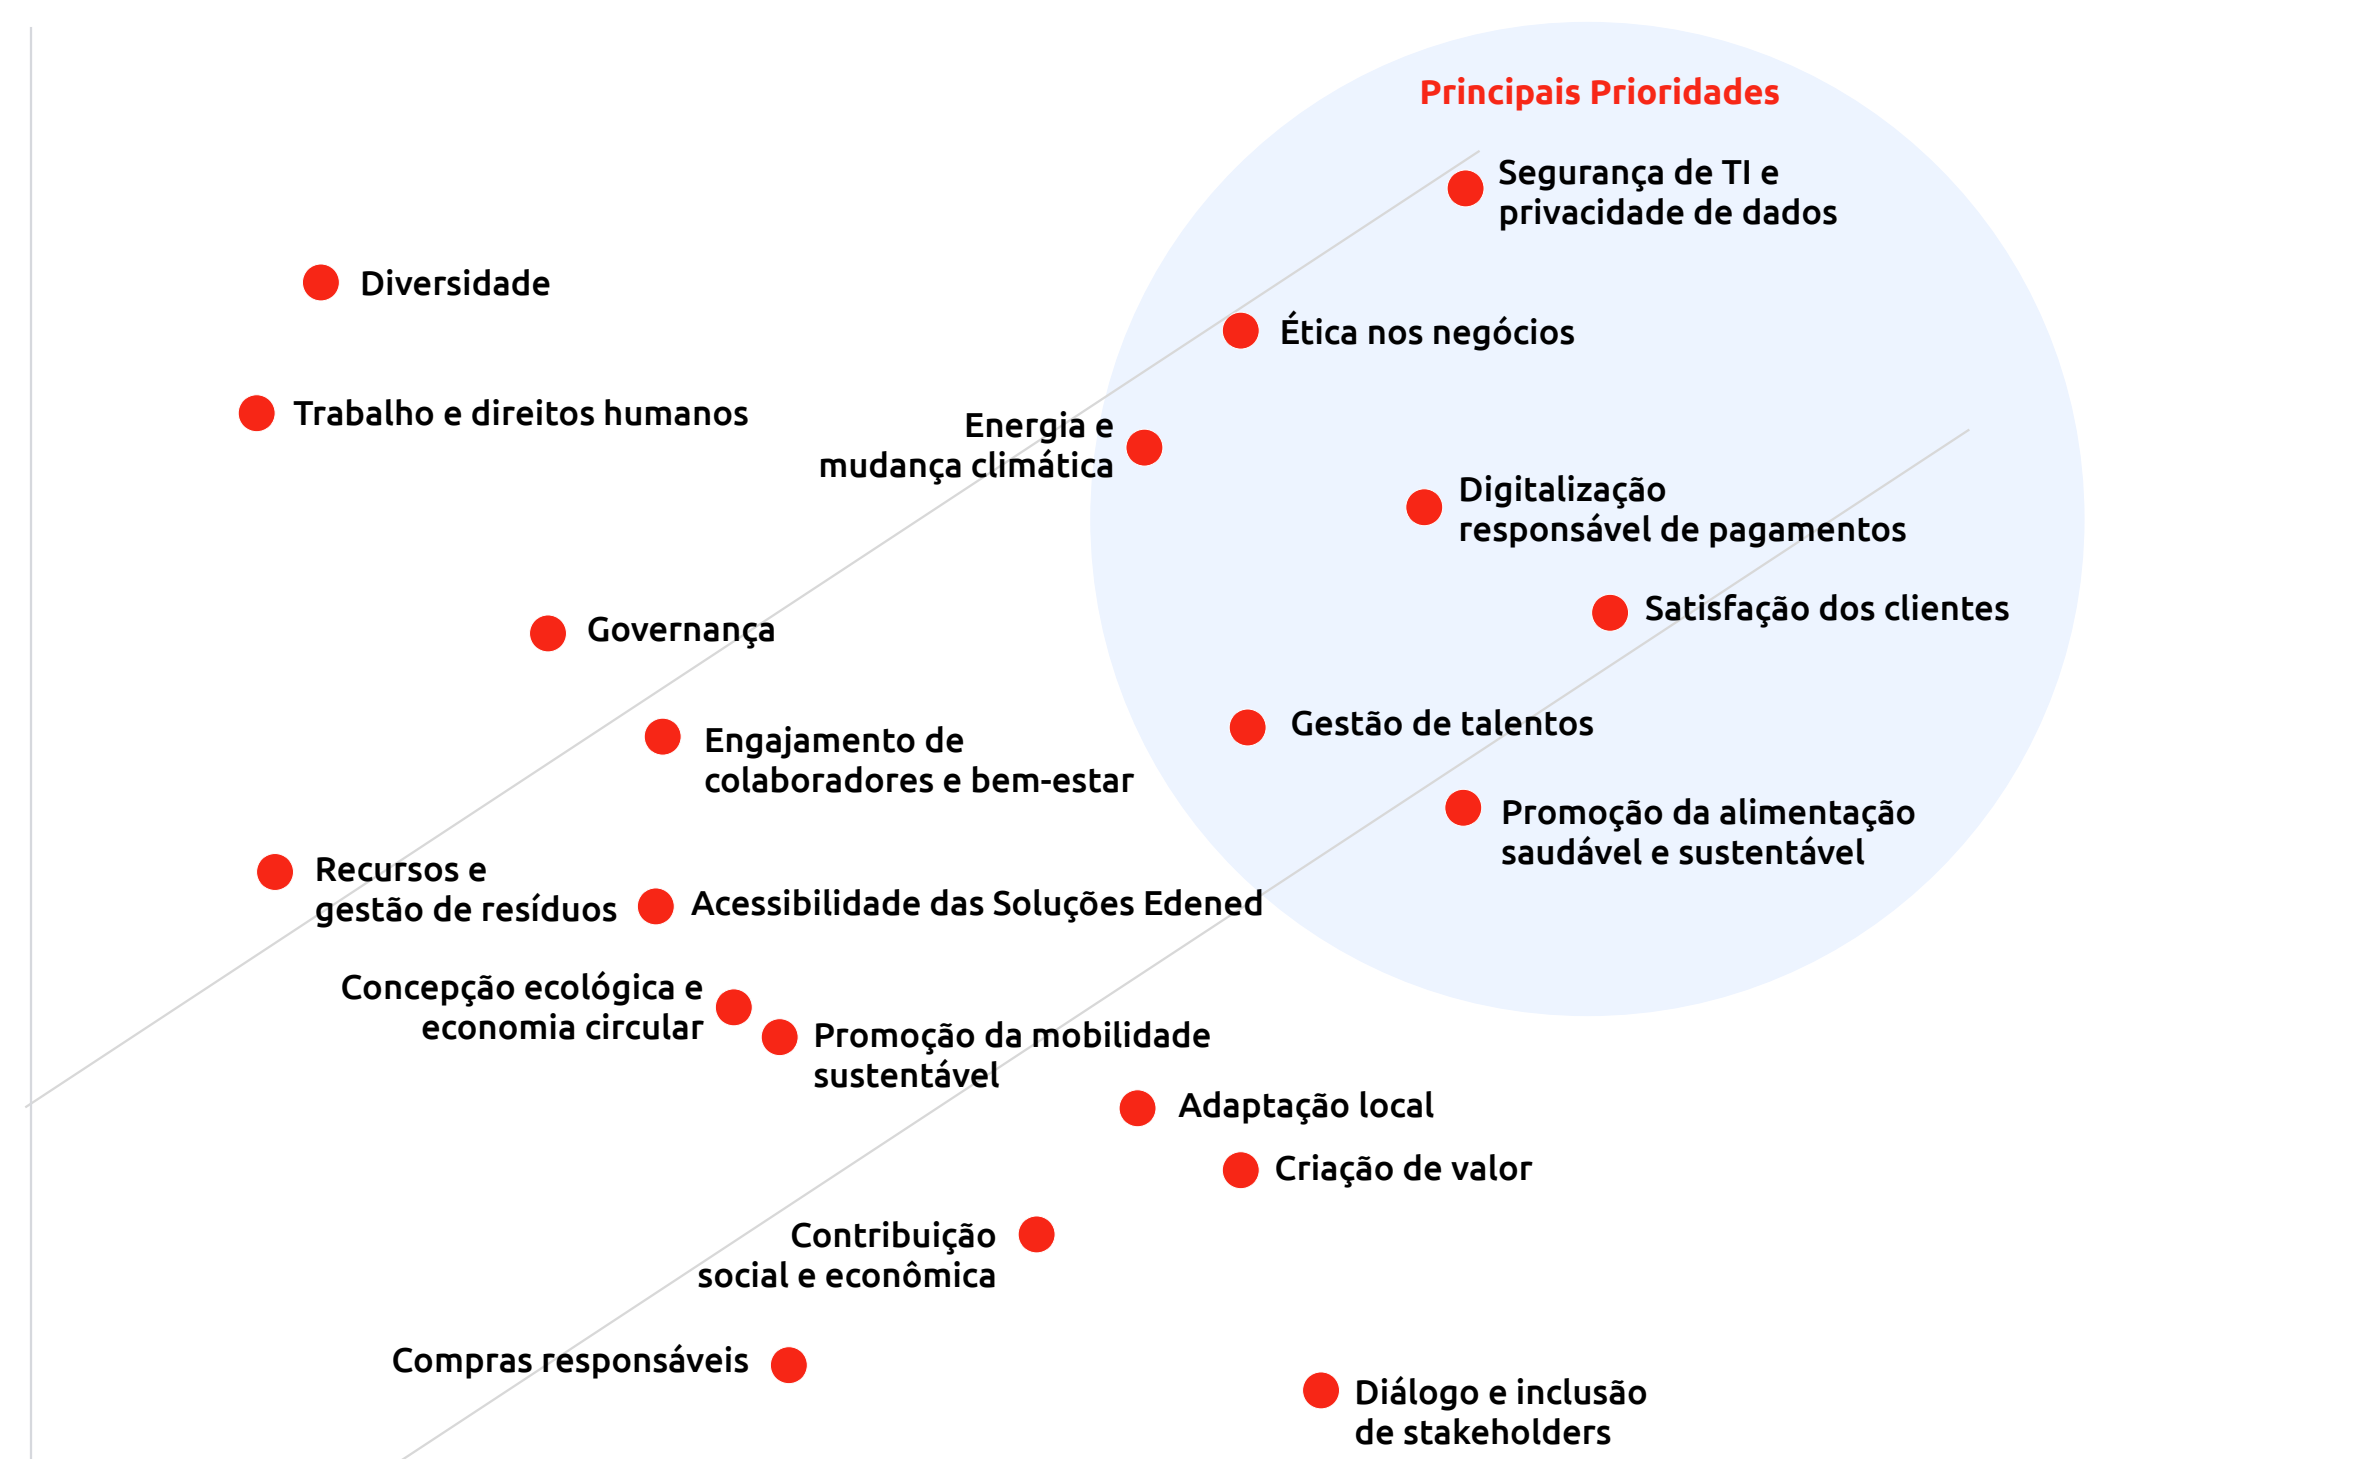 Principais Prioridades
Segurança de TI e
privacidade de dados
Diversidade
Ética nos negócios
Trabalho e direitos humanos
Energia e
mudança climática
Digitalização
responsável de pagamentos
Satisfação dos clientes
Governança
Gestão de talentos
Engajamento de
colaboradores e bem-estar
Promoção da alimentação
saudável e sustentável
Recursos e
gestão de resíduos
Acessibilidade das Soluções Edened
Concepção ecológica e
economia circular
Promoção da mobilidade
sustentável
Adaptação local
Criação de valor
Contribuição
social e econômica
Compras responsáveis
Diálogo e inclusão
de stakeholders